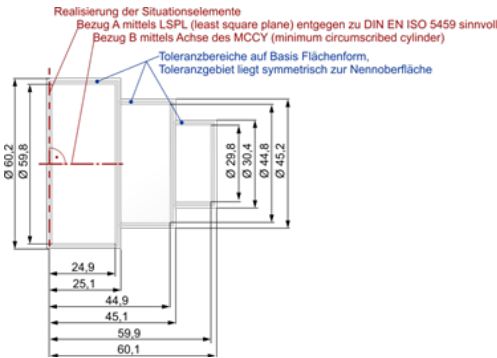 Realisierung der Situationselemente
Bezug A mittels LSPL (least square plane) entgegen zu DIN EN ISO 5459 sinnvoll
Bezug B mittels Achse des MCCY (minimum circumscribed cylinder)
Toleranzbereiche auf Basis Flächenform,
Toleranzgebiet liegt symmetrisch zur Nennoberfläche
Ø 60,2
Ø 59,8
Ø 29,8
Ø 30,4
Ø 44,8
Ø 45,2
24,9
25,1
44,9
45,1
59,9
60,1